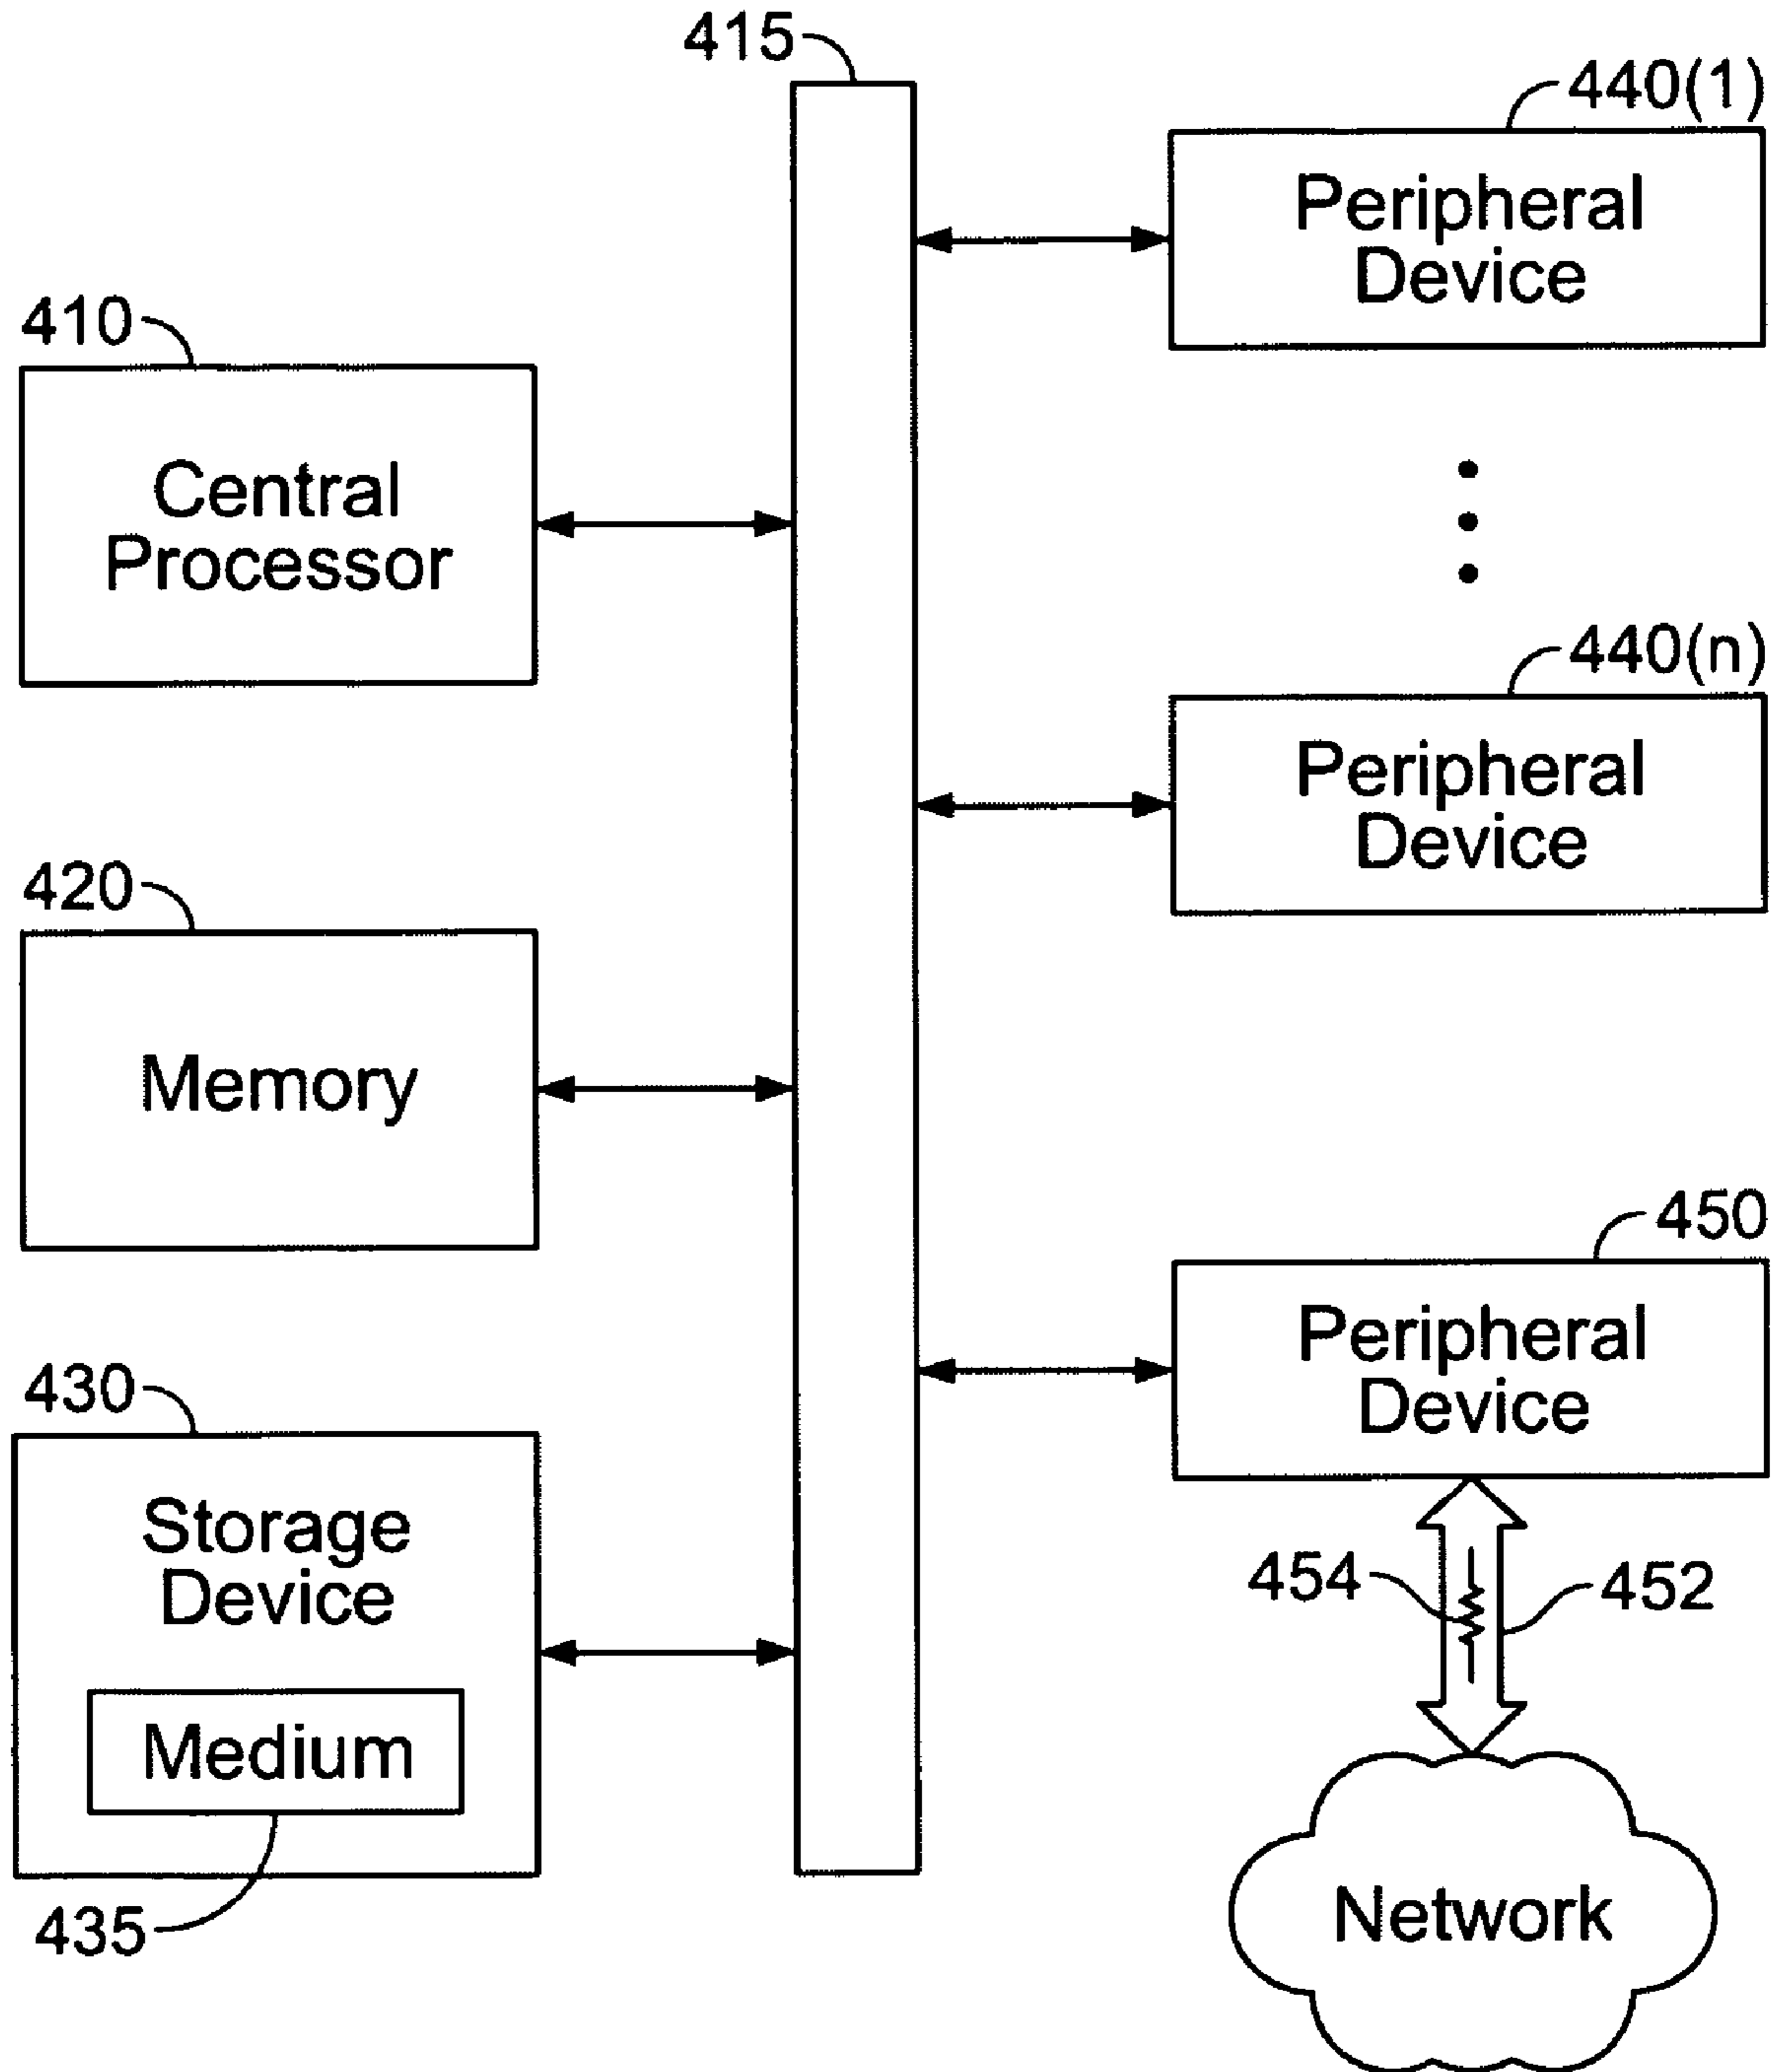 415
440(1)
Peripheral
Device
410
Central
Processor
440(n)
Peripheral
Device
420
Memory
450
Peripheral
Device
430
Storage
Device
Medium
435
454
452
Network